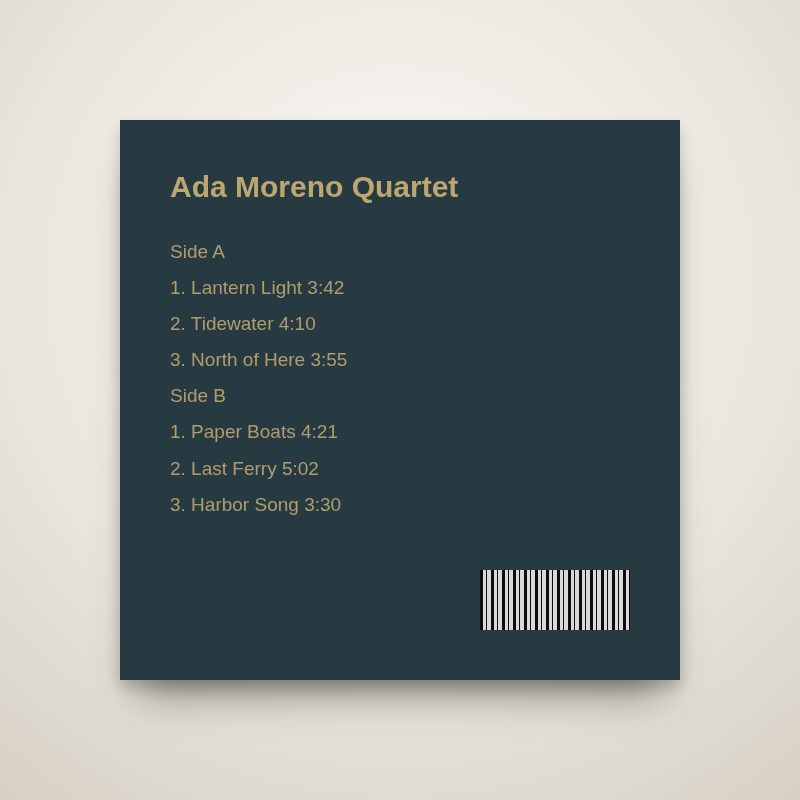 Ada Moreno Quartet
Side A
1. Lantern Light 3:42
2. Tidewater 4:10
3. North of Here 3:55
Side B
1. Paper Boats 4:21
2. Last Ferry 5:02
3. Harbor Song 3:30